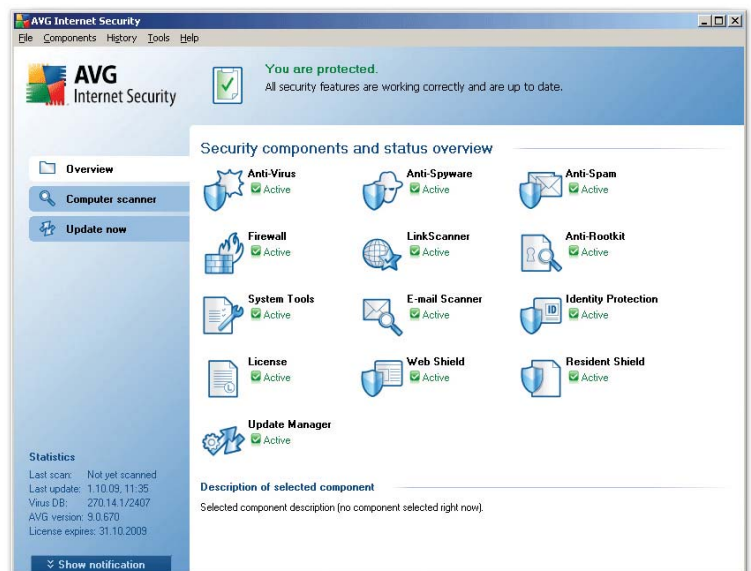 AVG Internet Security
File Components History Tools Help
AVG
Internet Security
You are protected.
All security features are working correctly and are up to date.
Overview
Computer scanner
Update now
Security components and status overview
Anti-Virus
Active
Anti-Spyware
Active
Anti-Spam
Active
Firewall
Active
LinkScanner
Active
Anti-Rootkit
Active
System Tools
Active
E-mail Scanner
Active
Identity Protection
ID
Active
License
Active
Web Shield
Active
Resident Shield
Active
Update Manager
Active
Statistics
Last scan: Not yet scanned
Last update: 1.10.09, 11:35
Virus DB: 270.14.1/2407
AVG version: 9.0.670
License expires: 31.10.2009
Description of selected component
Selected component description (no component selected right now).
Show notification